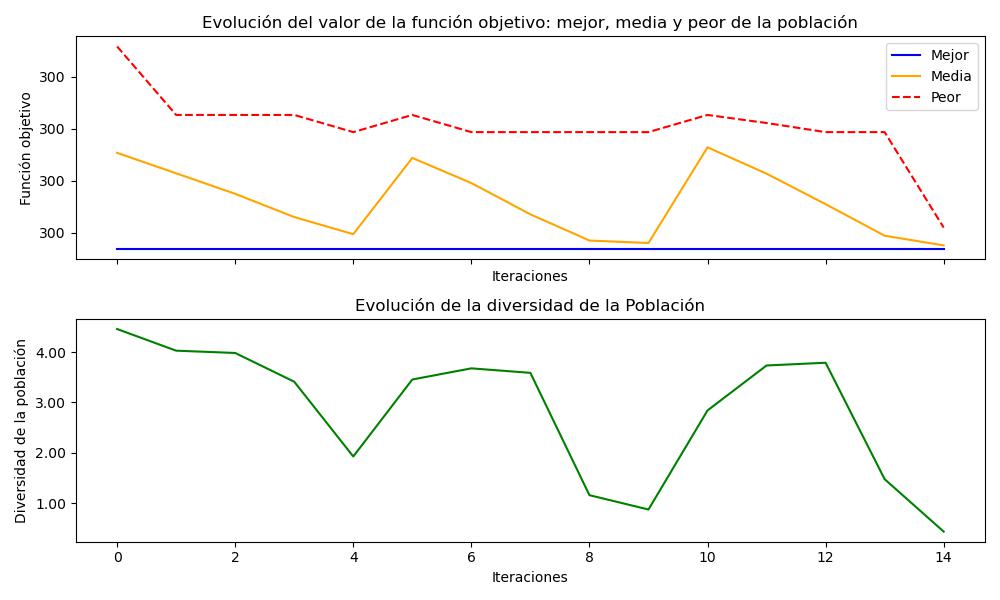 Evolución del valor de la función objetivo: mejor, media y peor de la población
Mejor
Media
Peor
300
300
300
300
Función objetivo
Iteraciones
Evolución de la diversidad de la Población
4.00
3.00
2.00
1.00
Diversidad de la población
0 2 4 6 8 10 12 14
Iteraciones